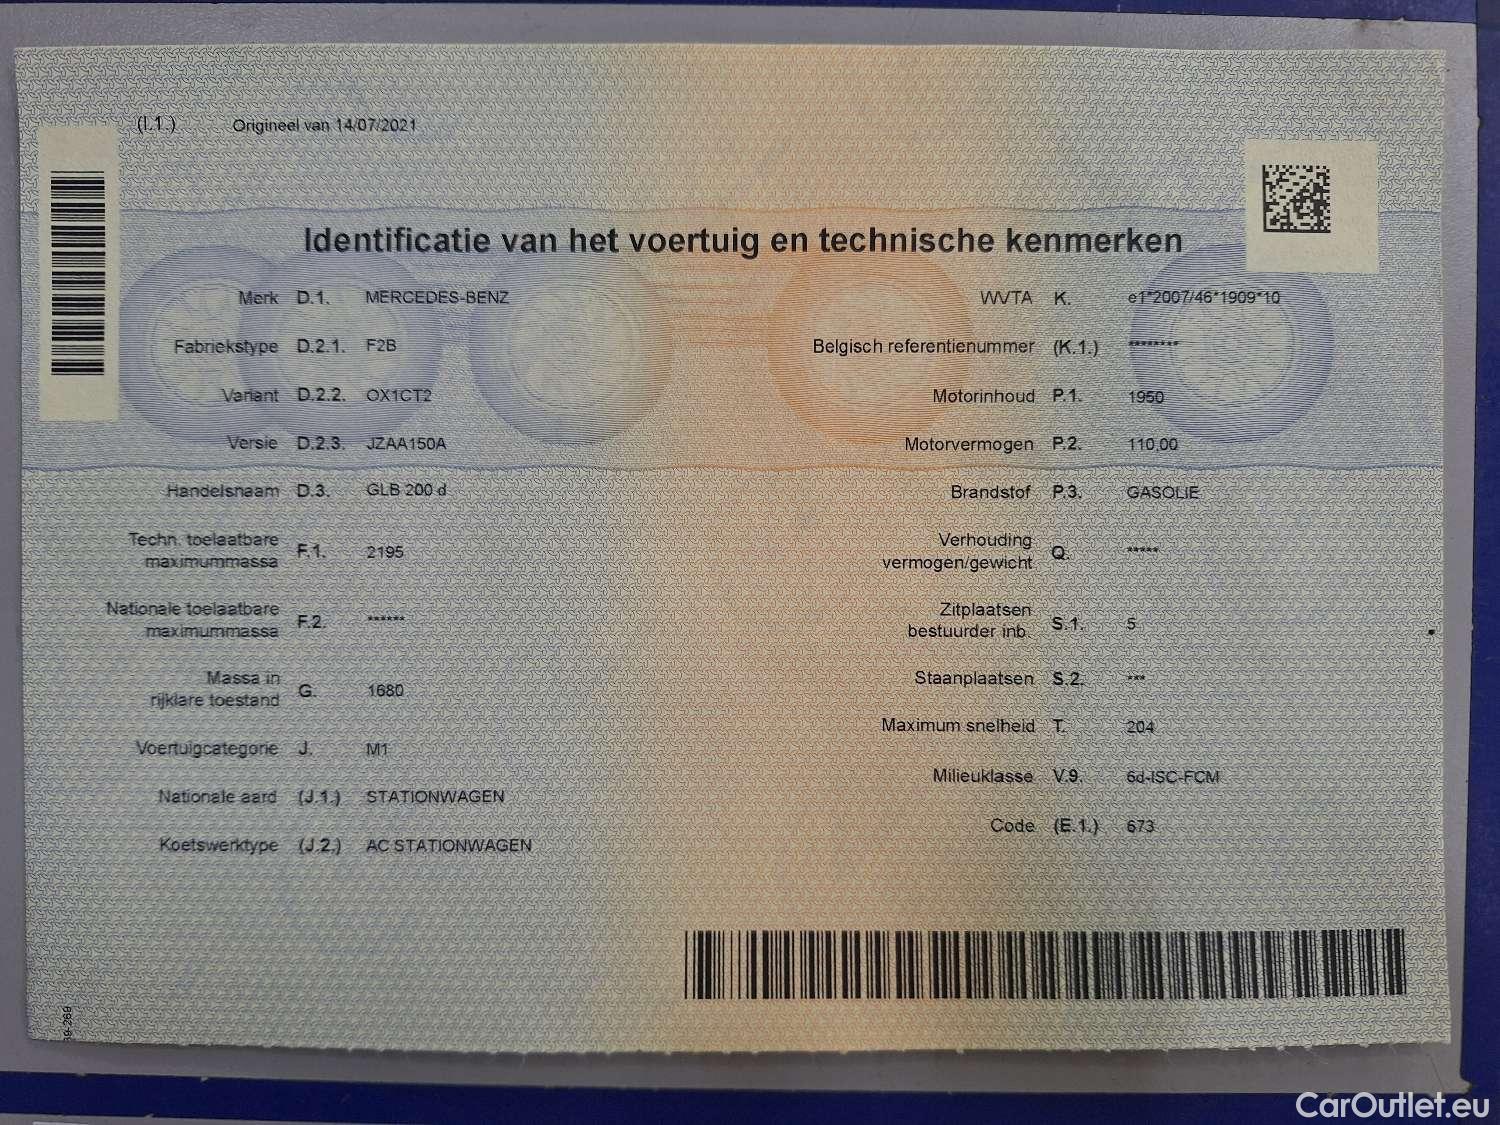 (I.1.) Origineel van 14/07/2021
Identificatie van het voertuig en technische kenmerken
Merk D.1. MERCEDES-BENZ
Fabriekstype D.2.1. F2B
Variant D.2.2. OX1CT2
Versie D.2.3. JZAA150A
Handelsnaam D.3. GLB 200 d
Techn. toelaatbare
maximummassa F.1. 2195
Nationale toelaatbare
maximummassa F.2. ******
Massa in
rijklare toestand G. 1680
Voertuigcategorie J. M1
Nationale aard (J.1.) STATIONWAGEN
Koetswerktype (J.2.) AC STATIONWAGEN
WVTA K. e1*2007/46*1909*10
Belgisch referentienummer (K.1.) ********
Motorinhoud P.1. 1950
Motorvermogen P.2. 110,00
Brandstof P.3. GASOLIE
Verhouding
vermogen/gewicht Q. *****
Zitplaatsen
bestuurder inb. S.1. 5
Staanplaatsen S.2. ***
Maximum snelheid T. 204
Milieuklasse V.9. 6d-ISC-FCM
Code (E.1.) 673
CarOutlet.eu